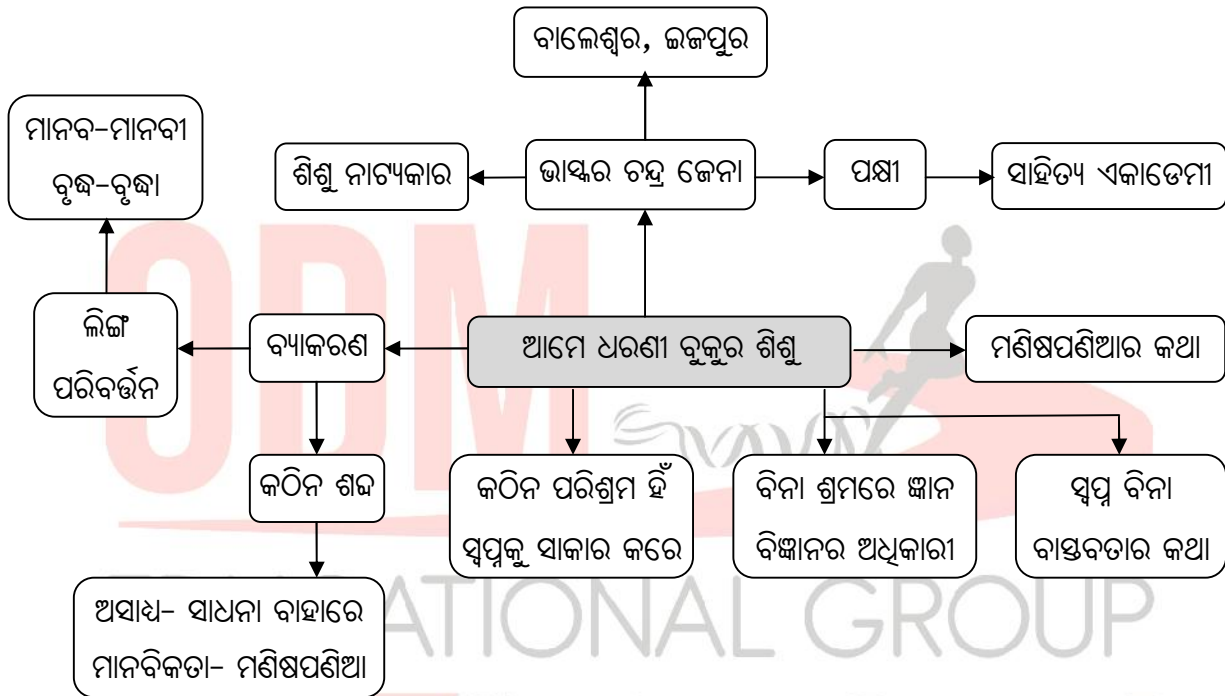 ବାଲେଶ୍ୱର, ଇଜପୁର
ମାନବ-ମାନବୀ
ବୃଦ୍ଧ-ବୃଦ୍ଧା
ଶିଶୁ ନାଟ୍ୟକାର
ଭାସ୍କର ଚନ୍ଦ୍ର ଜେନା
ପକ୍ଷୀ
ସାହିତ୍ୟ ଏକାଡେମୀ
ଲିଙ୍ଗ
ପରିବର୍ତ୍ତନ
ବ୍ୟାକରଣ
ଆମେ ଧରଣୀ ବୁକୁର ଶିଶୁ
ମଣିଷପଣିଆର କଥା
କଠିନ ଶବ୍ଦ
କଠିନ ପରିଶ୍ରମ ହିଁ
ସ୍ୱପ୍ନକୁ ସାକାର କରେ
ବିନା ଶ୍ରମରେ ଜ୍ଞାନ
ବିଜ୍ଞାନର ଅଧିକାରୀ
ସ୍ୱପ୍ନ ବିନା
ବାସ୍ତବତାର କଥା
ଅସାଧ୍ୟ- ସାଧନା ବାହାରେ
ମାନବିକତା- ମଣିଷପଣିଆ
ODM
EDUCATIONAL GROUP